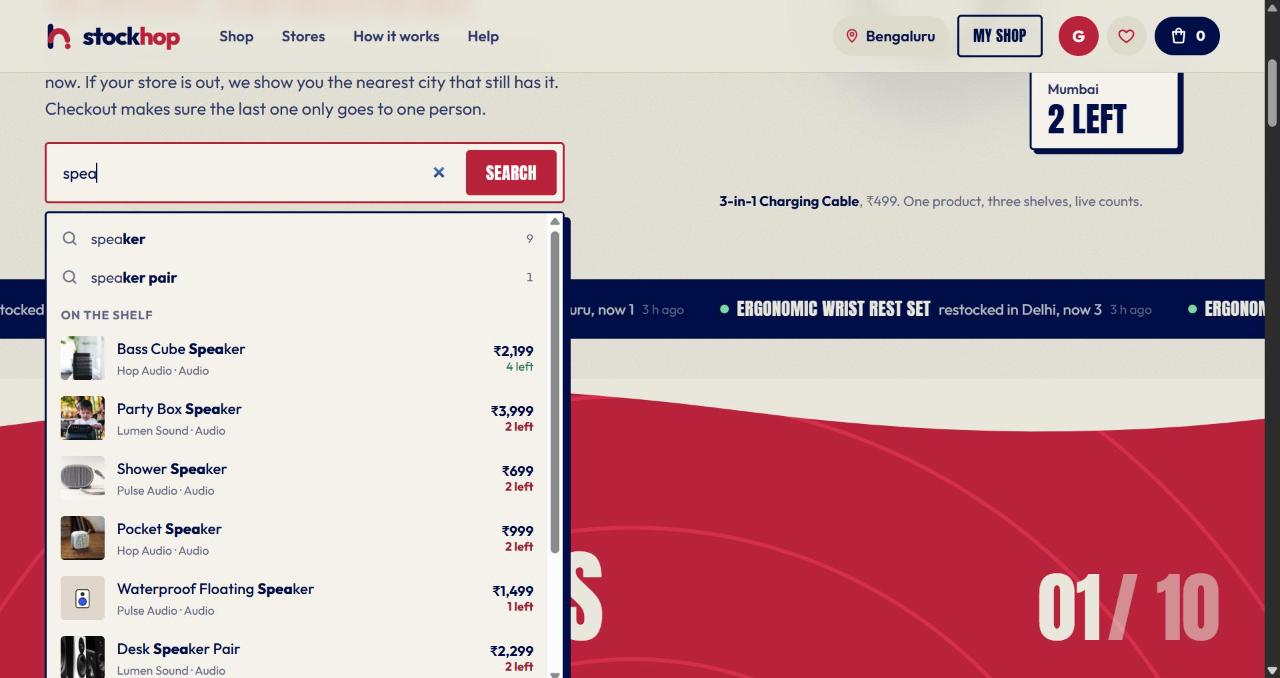 stockhop
Shop
Stores
How it works
Help
Bengaluru
MY SHOP
G
0
now. If your store is out, we show you the nearest city that still has it.
Checkout makes sure the last one only goes to one person.
Mumbai
2 LEFT
spea
SEARCH
3-in-1 Charging Cable, ₹499. One product, three shelves, live counts.
speaker 9
speaker pair 1
ON THE SHELF
Bass Cube Speaker ₹2,199
Hop Audio · Audio 4 left
Party Box Speaker ₹3,999
Lumen Sound · Audio 2 left
Shower Speaker ₹699
Pulse Audio · Audio 2 left
Pocket Speaker ₹999
Hop Audio · Audio 2 left
Waterproof Floating Speaker ₹1,499
Pulse Audio · Audio 1 left
Desk Speaker Pair ₹2,299
Lumen Sound · Audio 2 left
tocked
uru, now 1 3 h ago
ERGONOMIC WRIST REST SET restocked in Delhi, now 3 3 h ago
ERGON
S
01 / 10